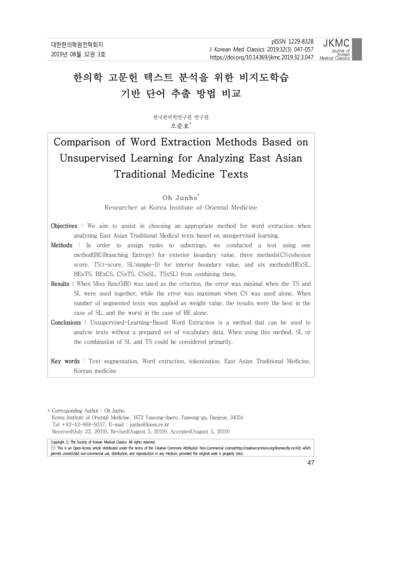 대한한의학원전학회지
2019년 08월 32권 3호
pISSN 1229-8328
J Korean Med Classics 2019;32(3) 047-057
https://doi.org/10.14369/jkmc.2019.32.3.047
JKMC
Journal of
Korean
Medical Classics
한의학 고문헌 텍스트 분석을 위한 비지도학습
기반 단어 추출 방법 비교
한국한의학연구원 연구원
오준호*
Comparison of Word Extraction Methods Based on
Unsupervised Learning for Analyzing East Asian
Traditional Medicine Texts
Oh Junho*
Researcher at Korea Institute of Oriental Medicine
Objectives : We aim to assist in choosing an appropriate method for word extraction when
analyzing East Asian Traditional Medical texts based on unsupervised learning.
Methods : In order to assign ranks to substrings, we conducted a test using one
method(BE:Branching Entropy) for exterior boundary value, three methods(CS:cohesion
score, TS:t-score, SL:simple-ll) for interior boundary value, and six methods(BExSL,
BExTS, BExCS, CSxTS, CSxSL, TSxSL) from combining them.
Results : When Miss Rate(MR) was used as the criterion, the error was minimal when the TS and
SL were used together, while the error was maximum when CS was used alone. When
number of segmented texts was applied as weight value, the results were the best in the
case of SL, and the worst in the case of BE alone.
Conclusions : Unsupervised-Learning-Based Word Extraction is a method that can be used to
analyze texts without a prepared set of vocabulary data. When using this method, SL or
the combination of SL and TS could be considered primarily.
Key words : Text segmentation, Word extraction, tokenization, East Asian Traditional Medicine,
Korean medicine
* Corresponding Author : Oh Junho.
Korea Institute of Oriental Medicine, 1672 Yuseong-daero, Yuseong-gu, Daejeon, 34054
Tel : +82-42-868-9317, E-mail : junho@kiom.re.kr
Received(July 22, 2019), Revised(August 5, 2019), Accepted(August 5, 2019)
Copyright ⓒ The Society of Korean Medical Classics. All rights reserved.
This is an Open-Access article distributed under the terms of the Creative Commons Attribution Non-Commercial License(http://creativecommons.org/licenses/by-nc/4.0) which
permits unrestricted non-commercial use, distribution, and reproduction in any medium, provided the original work is properly cited.
47